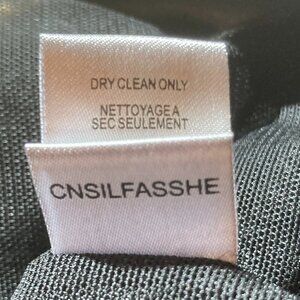 DRY CLEAN ONLY
NETTOYAGE A
SEC SEULEMENT
CNSILFASSHE